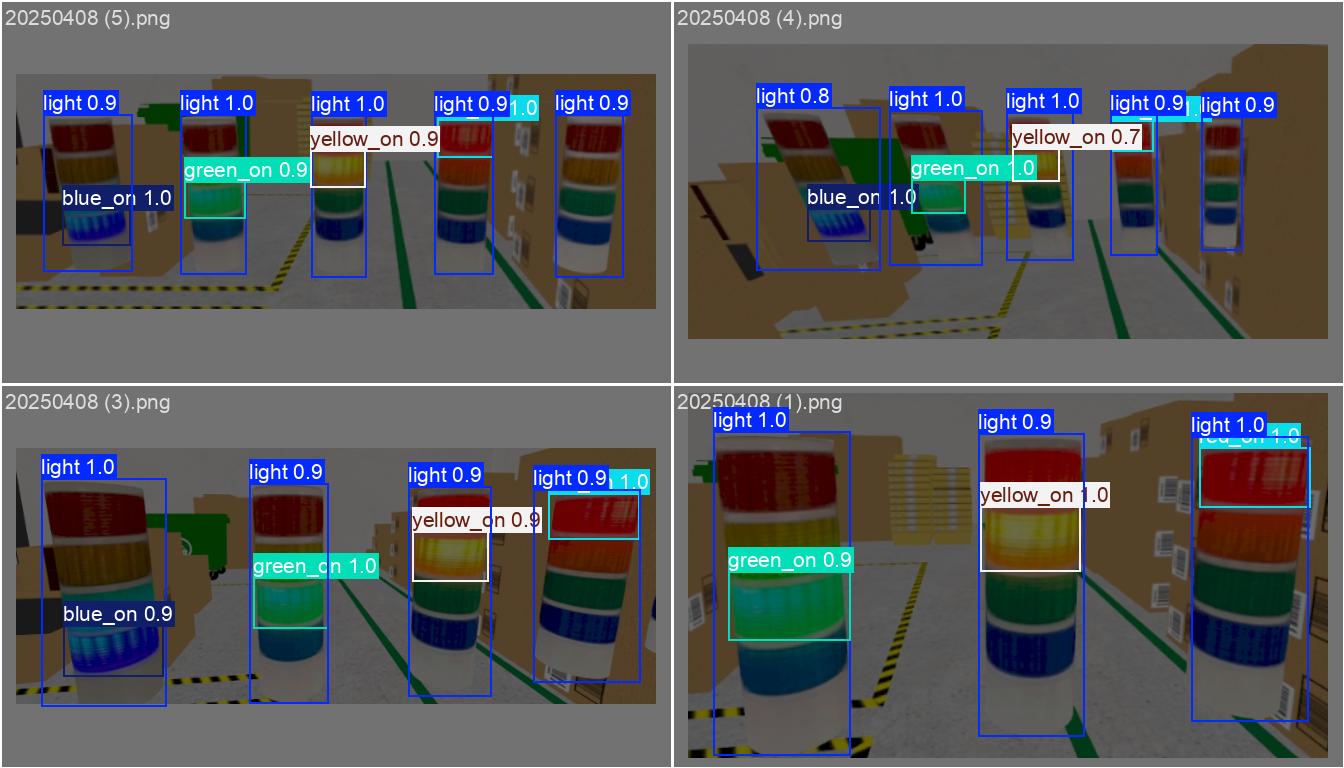 20250408 (5).png
light 0.9
light 1.0
light 1.0
light 0.9
1.0
light 0.9
yellow_on 0.9
green_on 0.9
blue_on 1.0
20250408 (4).png
light 0.8
light 1.0
light 1.0
light 0.9
light 0.9
yellow_on 0.7
green_on 1.0
blue_on 1.0
20250408 (3).png
light 1.0
light 0.9
light 0.9
light 0.9
1.0
yellow_on 0.9
green_on 1.0
blue_on 0.9
20250408 (1).png
light 1.0
light 0.9
light 1.0
red_on 1.0
yellow_on 1.0
green_on 0.9